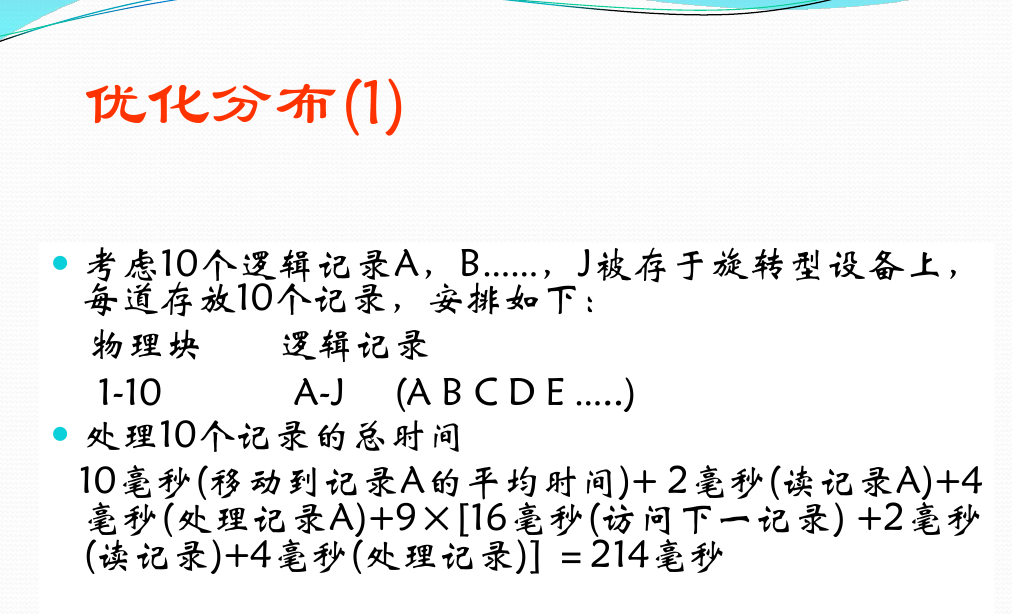 优化分布(1)
考虑10个逻辑记录A，B……，J被存于旋转型设备上，
每道存放10个记录，安排如下：
物理块 逻辑记录
1-10 A-J (A B C D E .....)
处理10个记录的总时间
10毫秒(移动到记录A的平均时间)+ 2毫秒(读记录A)+4
毫秒(处理记录A)+9×[16毫秒(访问下一记录) +2毫秒
(读记录)+4毫秒(处理记录)] = 214毫秒